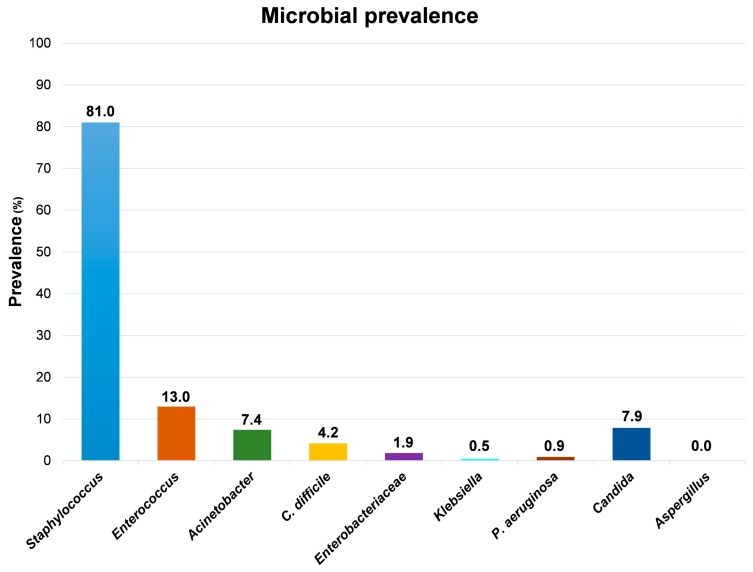 Microbial prevalence
100
90
80
70
60
50
40
30
20
10
0
Prevalence (%)
81.0
13.0
7.4
4.2
1.9
0.5
0.9
7.9
0.0
Staphylococcus
Enterococcus
Acinetobacter
C. difficile
Enterobacteriaceae
Klebsiella
P. aeruginosa
Candida
Aspergillus